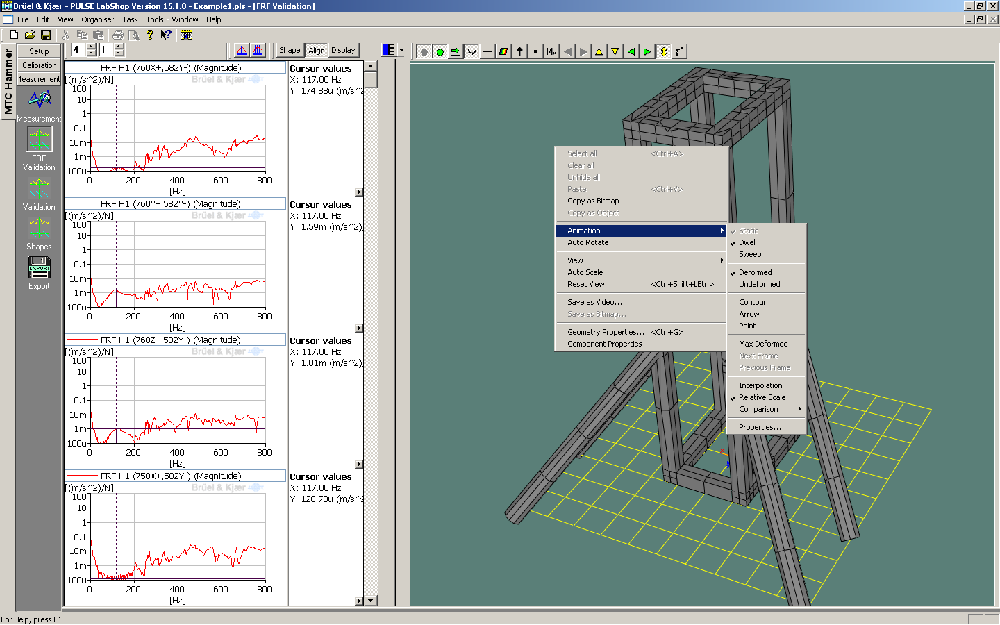 Brüel & Kjær - PULSE LabShop Version 15.1.0 - Example1.pls - [FRF Validation]
File Edit View Organiser Task Tools Window Help
MTC Hammer
Setup
Calibration
Measurement
Measurement
FRF
Validation
Validation
Shapes
EXPORT
Export
4 1
Shape Align Display
Mx
FRF H1 (760X+,582Y-) (Magnitude)
[(m/s^2)/N]
Brüel & Kjær
100
10
1
0.1
10m
1m
100u
0 200 400 600 800
[Hz]
Cursor values
X: 117.00 Hz
Y: 174.88u (m/s^2
FRF H1 (760Y+,582Y-) (Magnitude)
[(m/s^2)/N]
Brüel & Kjær
100
10
1
0.1
10m
1m
100u
0 200 400 600 800
[Hz]
Cursor values
X: 117.00 Hz
Y: 1.59m (m/s^2),
FRF H1 (760Z+,582Y-) (Magnitude)
[(m/s^2)/N]
Brüel & Kjær
100
10
1
0.1
10m
1m
100u
0 200 400 600 800
[Hz]
Cursor values
X: 117.00 Hz
Y: 1.01m (m/s^2),
FRF H1 (758X+,582Y-) (Magnitude)
[(m/s^2)/N]
Brüel & Kjær
100
10
1
0.1
10m
1m
100u
0 200 400 600 800
[Hz]
Cursor values
X: 117.00 Hz
Y: 128.70u (m/s^2
Select all <Ctrl+A>
Clear all
Unhide all
Paste <Ctrl+V>
Copy as Bitmap
Copy as Object
Animation
Auto Rotate
View
Auto Scale
Reset View <Ctrl+Shift+LBtn>
Save as Video...
Save as Bitmap...
Geometry Properties... <Ctrl+G>
Component Properties
Static
Dwell
Sweep
Deformed
Undeformed
Contour
Arrow
Point
Max Deformed
Next Frame
Previous Frame
Interpolation
Relative Scale
Comparison
Properties...
For Help, press F1